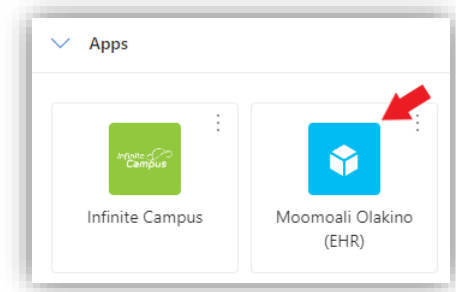 Apps
Infinite
Campus
Infinite Campus
Moomoali Olakino
(EHR)